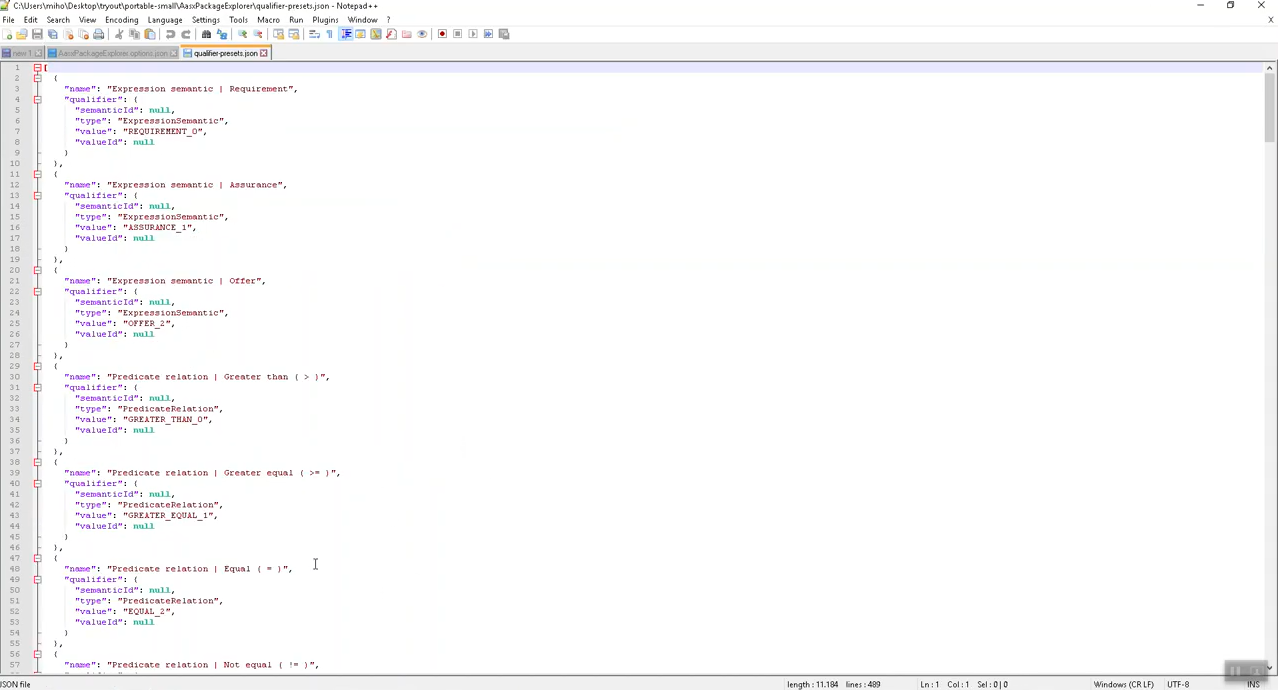 C:\Users\miho\Desktop\tryout\portable-small\AasxPackageExplorer\qualifier-presets.json - Notepad++
File Edit Search View Encoding Language Settings Tools Macro Run Plugins Window ?
X
new 1 AasxPackageExplorer.options.json qualifier-presets.json
1 [
2 {
3 "name": "Expression semantic | Requirement",
4 "qualifier": {
5 "semanticId": null,
6 "type": "ExpressionSemantic",
7 "value": "REQUIREMENT_0",
8 "valueId": null
9 }
10 },
11 {
12 "name": "Expression semantic | Assurance",
13 "qualifier": {
14 "semanticId": null,
15 "type": "ExpressionSemantic",
16 "value": "ASSURANCE_1",
17 "valueId": null
18 }
19 },
20 {
21 "name": "Expression semantic | Offer",
22 "qualifier": {
23 "semanticId": null,
24 "type": "ExpressionSemantic",
25 "value": "OFFER_2",
26 "valueId": null
27 }
28 },
29 {
30 "name": "Predicate relation | Greater than ( > )",
31 "qualifier": {
32 "semanticId": null,
33 "type": "PredicateRelation",
34 "value": "GREATER_THAN_0",
35 "valueId": null
36 }
37 },
38 {
39 "name": "Predicate relation | Greater equal ( >= )",
40 "qualifier": {
41 "semanticId": null,
42 "type": "PredicateRelation",
43 "value": "GREATER_EQUAL_1",
44 "valueId": null
45 }
46 },
47 {
48 "name": "Predicate relation | Equal ( = )",
49 "qualifier": {
50 "semanticId": null,
51 "type": "PredicateRelation",
52 "value": "EQUAL_2",
53 "valueId": null
54 }
55 },
56 {
57 "name": "Predicate relation | Not equal ( != )",
JSON file length : 11.184 lines : 489 Ln : 1 Col : 1 Sel : 0 | 0 Windows (CR LF) UTF-8 INS